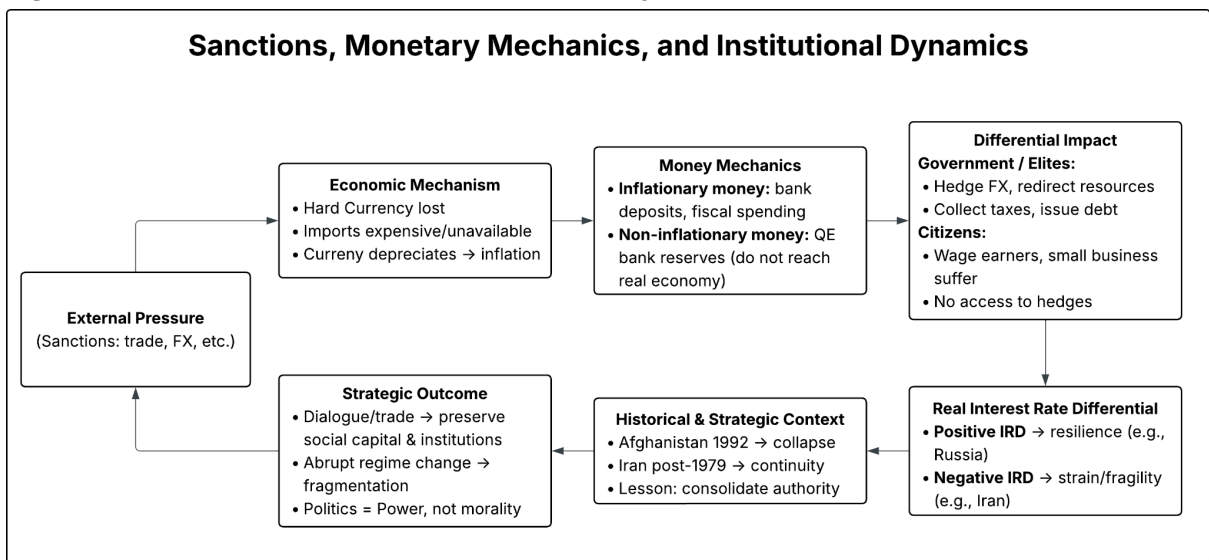 Sanctions, Monetary Mechanics, and Institutional Dynamics
External Pressure
(Sanctions: trade, FX, etc.)
Economic Mechanism
• Hard Currency lost
• Imports expensive/unavailable
• Curreny depreciates → inflation
Money Mechanics
• Inflationary money: bank
deposits, fiscal spending
• Non-inflationary money: QE
bank reserves (do not reach
real economy)
Differential Impact
Government / Elites:
• Hedge FX, redirect resources
• Collect taxes, issue debt
Citizens:
• Wage earners, small business
suffer
• No access to hedges
Real Interest Rate Differential
• Positive IRD → resilience (e.g.,
Russia)
• Negative IRD → strain/fragility
(e.g., Iran)
Historical & Strategic Context
• Afghanistan 1992 → collapse
• Iran post-1979 → continuity
• Lesson: consolidate authority
Strategic Outcome
• Dialogue/trade → preserve
social capital & institutions
• Abrupt regime change →
fragmentation
• Politics = Power, not morality